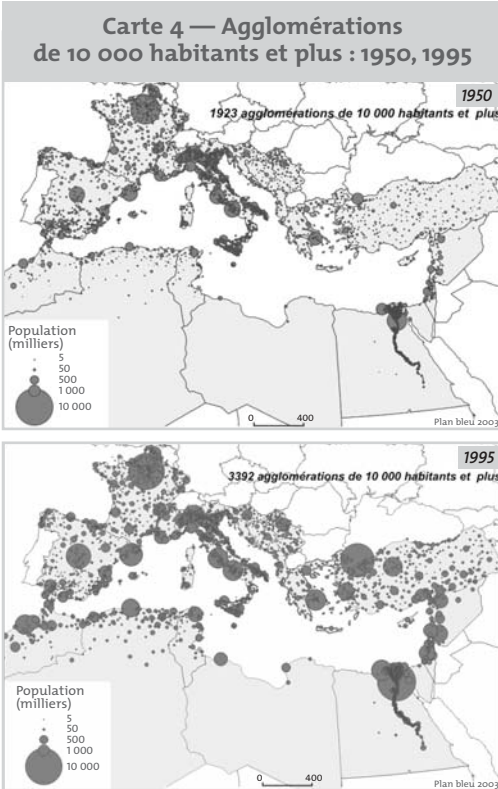 Carte 4 — Agglomérations
de 10 000 habitants et plus : 1950, 1995
1950
1923 agglomérations de 10 000 habitants et plus
Population
(milliers)
5
50
500
1 000
10 000
0 400
Plan bleu 2003
1995
3392 agglomérations de 10 000 habitants et plus
Population
(milliers)
5
50
500
1 000
10 000
0 400
Plan bleu 2003